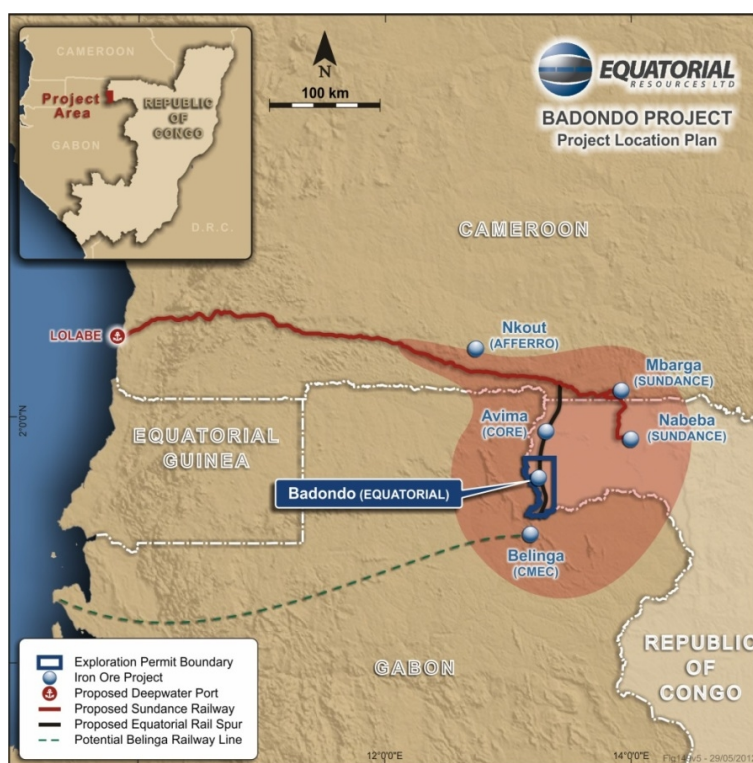 CAMEROON
Project
Area
REPUBLIC
OF
CONGO
GABON
D.R.C.
N
100 km
EQUATORIAL
RESOURCES LTD
BADONDO PROJECT
Project Location Plan
CAMEROON
LOLABE
Nkout
(AFFERRO)
Mbarga
(SUNDANCE)
Avima
(CORE)
Nabeba
(SUNDANCE)
2°0'0"N
EQUATORIAL
GUINEA
Badondo (EQUATORIAL)
Belinga
(CMEC)
GABON
REPUBLIC
OF
CONGO
Exploration Permit Boundary
Iron Ore Project
Proposed Deepwater Port
Proposed Sundance Railway
Proposed Equatorial Rail Spur
Potential Belinga Railway Line
12°0'0"E
14°0'0"E